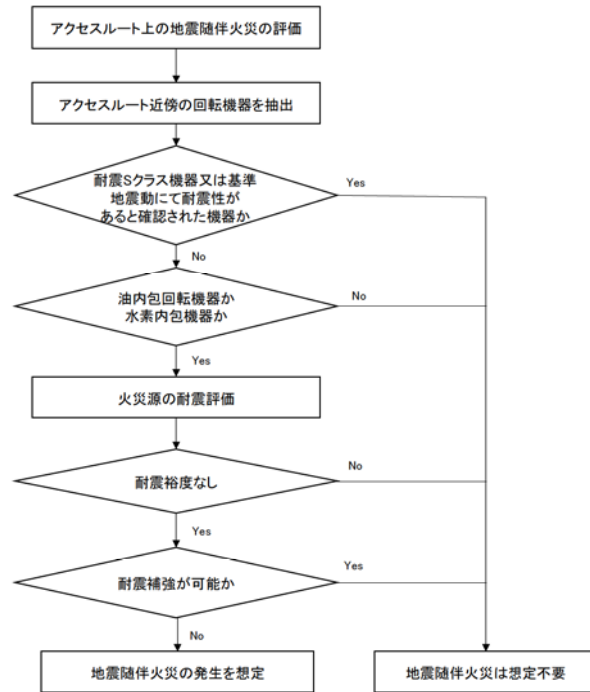 アクセスルート上の地震随伴火災の評価
アクセスルート近傍の回転機器を抽出
耐震Sクラス機器又は基準
地震動にて耐震性が
あると確認された機器か
Yes
No
油内包回転機器か
水素内包機器か
No
Yes
火災源の耐震評価
耐震裕度なし
No
Yes
耐震補強が可能か
Yes
No
地震随伴火災の発生を想定
地震随伴火災は想定不要